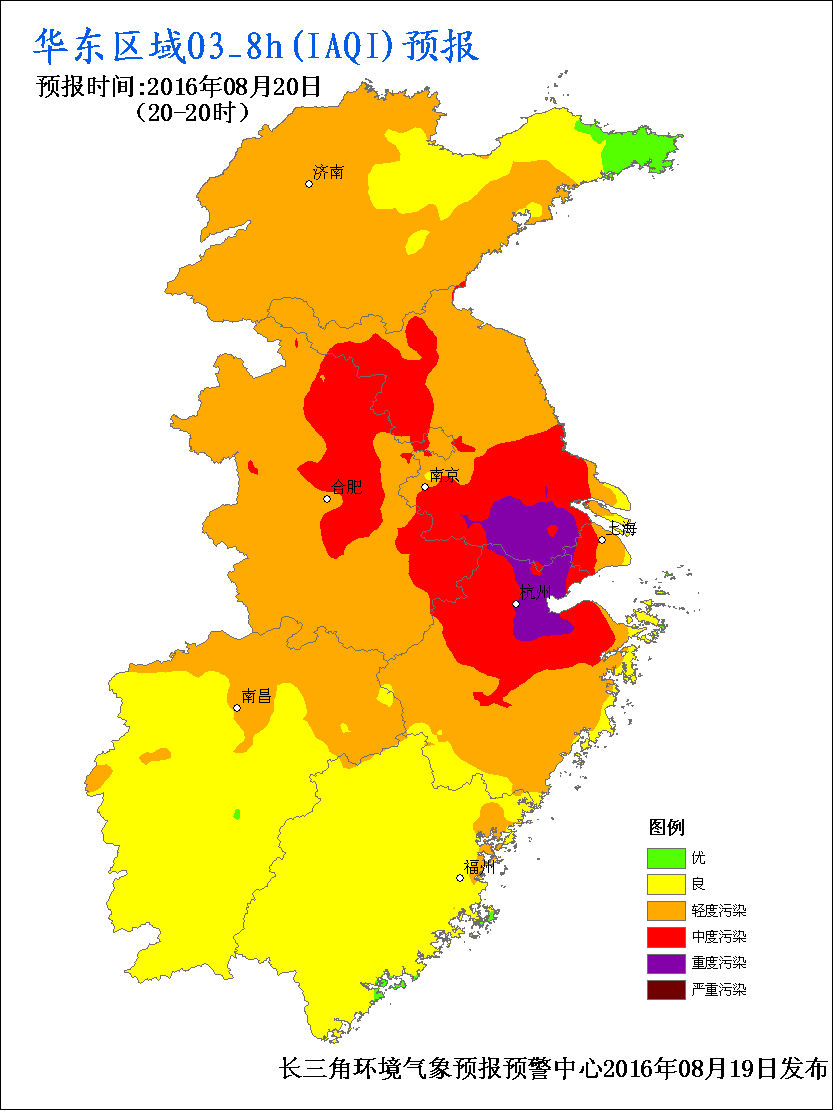 华东区域O3_8h(IAQI)预报
预报时间:2016年08月20日
（20-20时）
济南
南京
合肥
上海
杭州
南昌
福州
图例
优
良
轻度污染
中度污染
重度污染
严重污染
长三角环境气象预报预警中心2016年08月19日发布